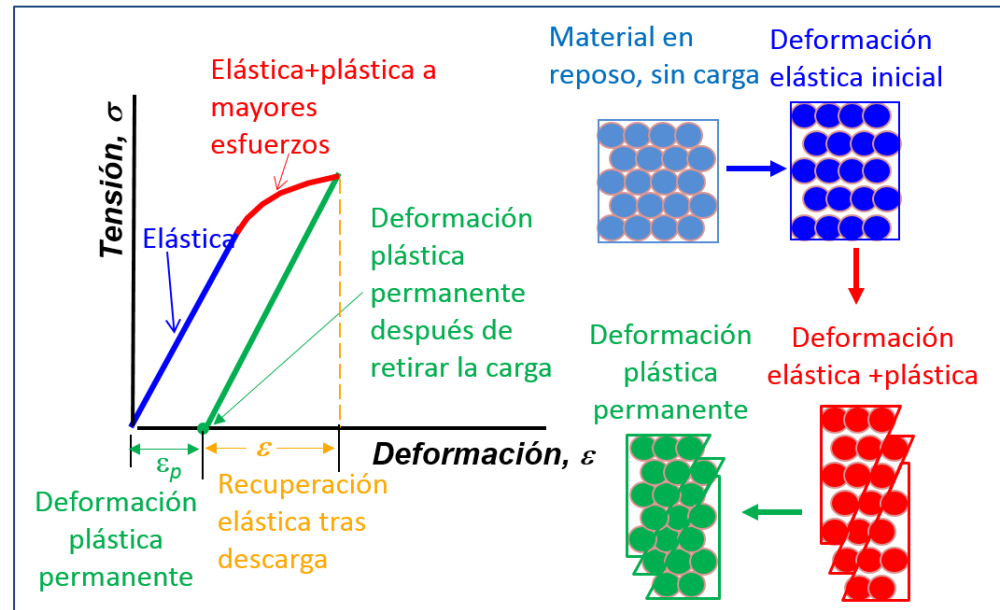 Elástica+plástica a
mayores
esfuerzos
Tensión, σ
Elástica
Deformación
plástica
permanente
después de
retirar la carga
ε
εp
Deformación, ε
Deformación
plástica
permanente
Recuperación
elástica tras
descarga
Material en
reposo, sin carga
Deformación
elástica inicial
Deformación
elástica +plástica
Deformación
plástica
permanente